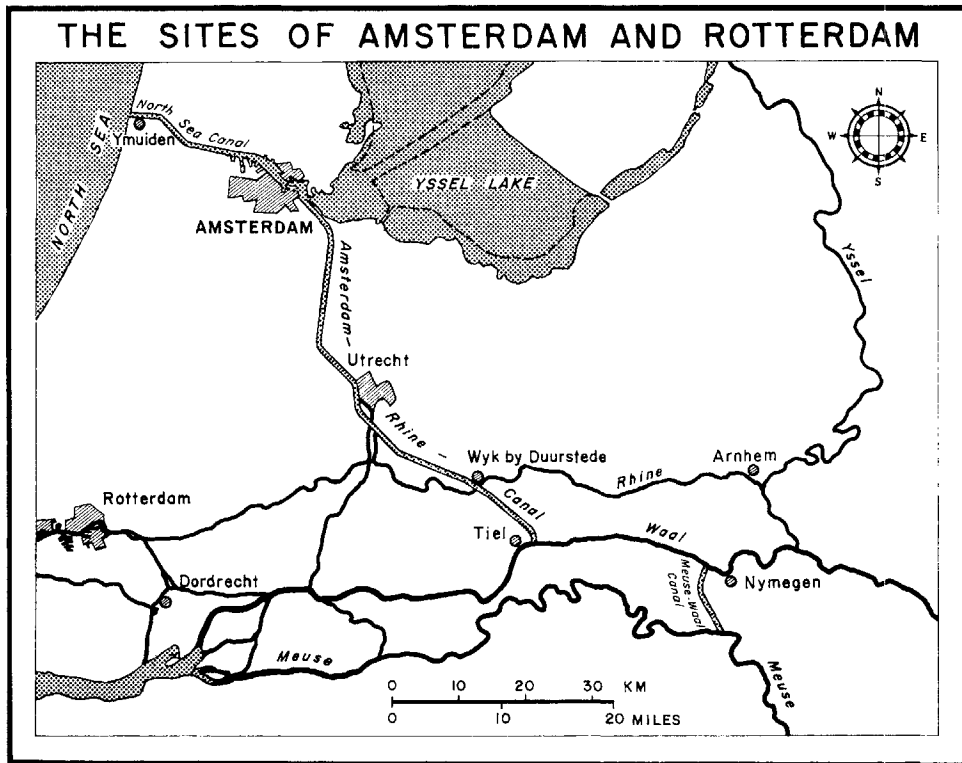 THE SITES OF AMSTERDAM AND ROTTERDAM
NORTH SEA
North Sea Canal
Ymuiden
N
W
E
S
YSSEL LAKE
AMSTERDAM
Yssel
Amsterdam–
Utrecht
Rhine –
Wyk by Duurstede
Rhine
Arnhem
Canal
Rotterdam
Tiel
Waal
Meuse-Waal
Canal
Nymegen
Dordrecht
Meuse
Meuse
0 10 20 30 KM
0 10 20 MILES